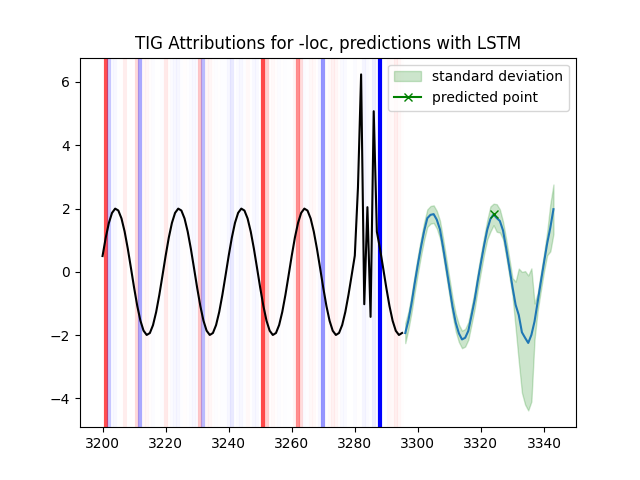 TIG Attributions for -loc, predictions with LSTM
standard deviation
predicted point
6
4
2
0
−2
−4
3200 3220 3240 3260 3280 3300 3320 3340